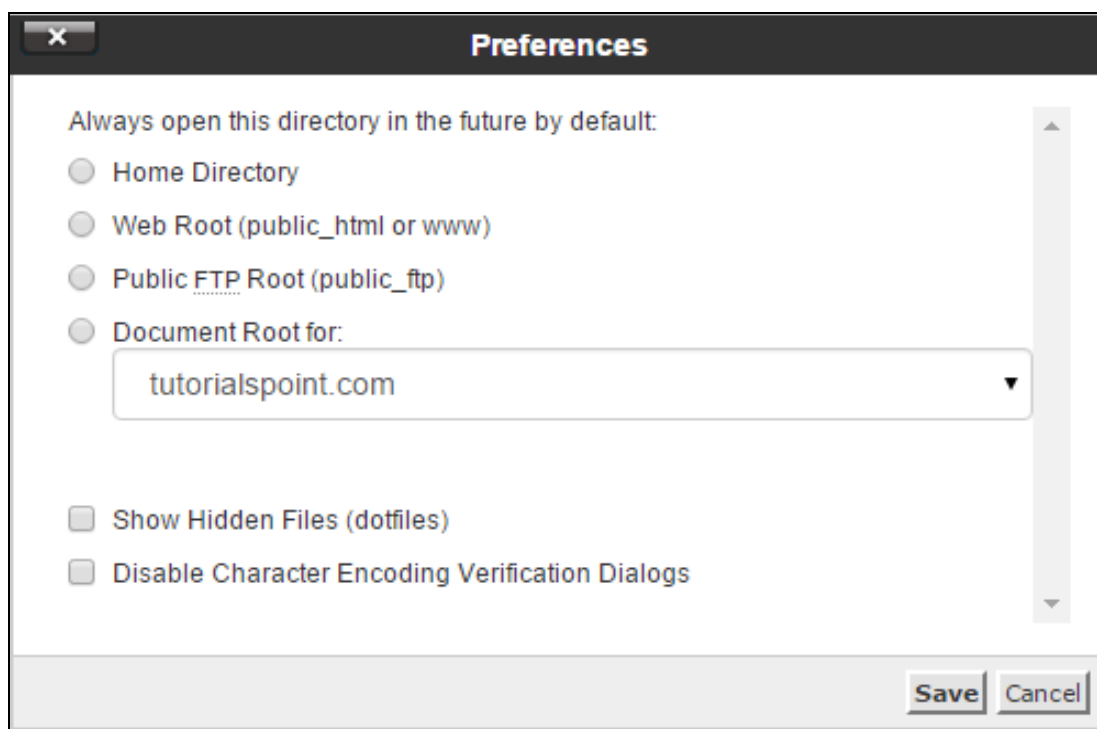 Preferences
Always open this directory in the future by default:
Home Directory
Web Root (public_html or www)
Public FTP Root (public_ftp)
Document Root for:
tutorialspoint.com
Show Hidden Files (dotfiles)
Disable Character Encoding Verification Dialogs
Save Cancel